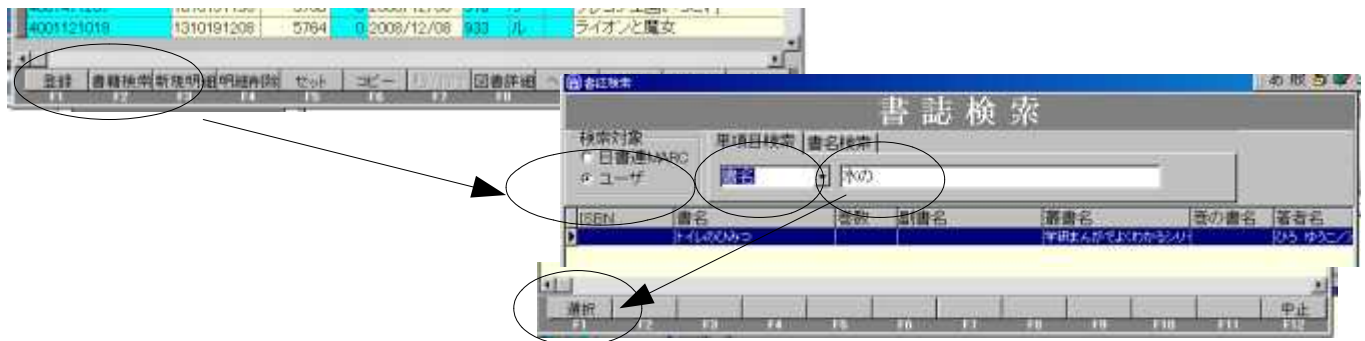 4001121018 1310191208 5764 0 2008/12/08 933 ル ライオンと魔女
登録 書籍検索 新規明細 明細削除 セット コピー 図書詳細
F1 F2 F3 F4 F5 F6 F7 F8
書誌検索
書誌検索
検索対象 単項目検索 書名検索
日書連MARC
ユーザ 書名 水の
ISBN 書名 巻数 副書名 叢書名 巻の書名 著者名
トイレのひみつ 学研まんがでよくわかるシリ ひろ ゆうこ/
選択 中止
F1 F2 F3 F4 F5 F6 F7 F8 F9 F10 F11 F12